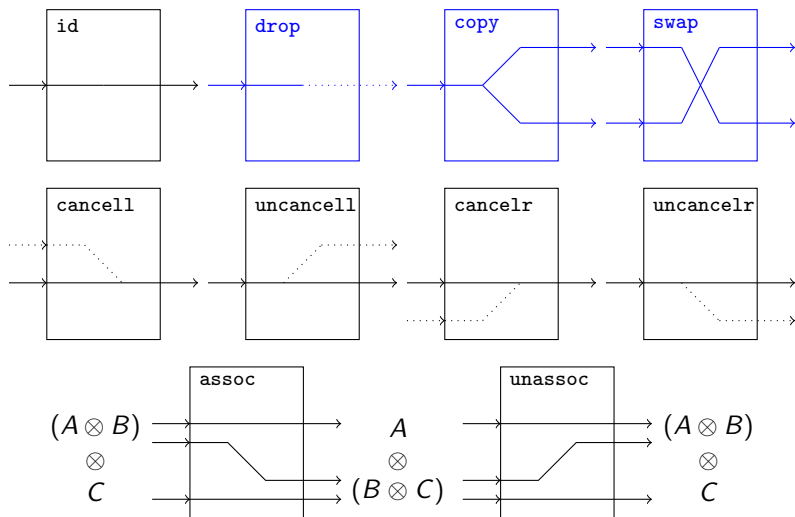 id drop copy swap
cancell uncancell cancelr uncancelr
assoc unassoc
(A ⊗ B) A (A ⊗ B)
⊗ ⊗ ⊗
C (B ⊗ C) C